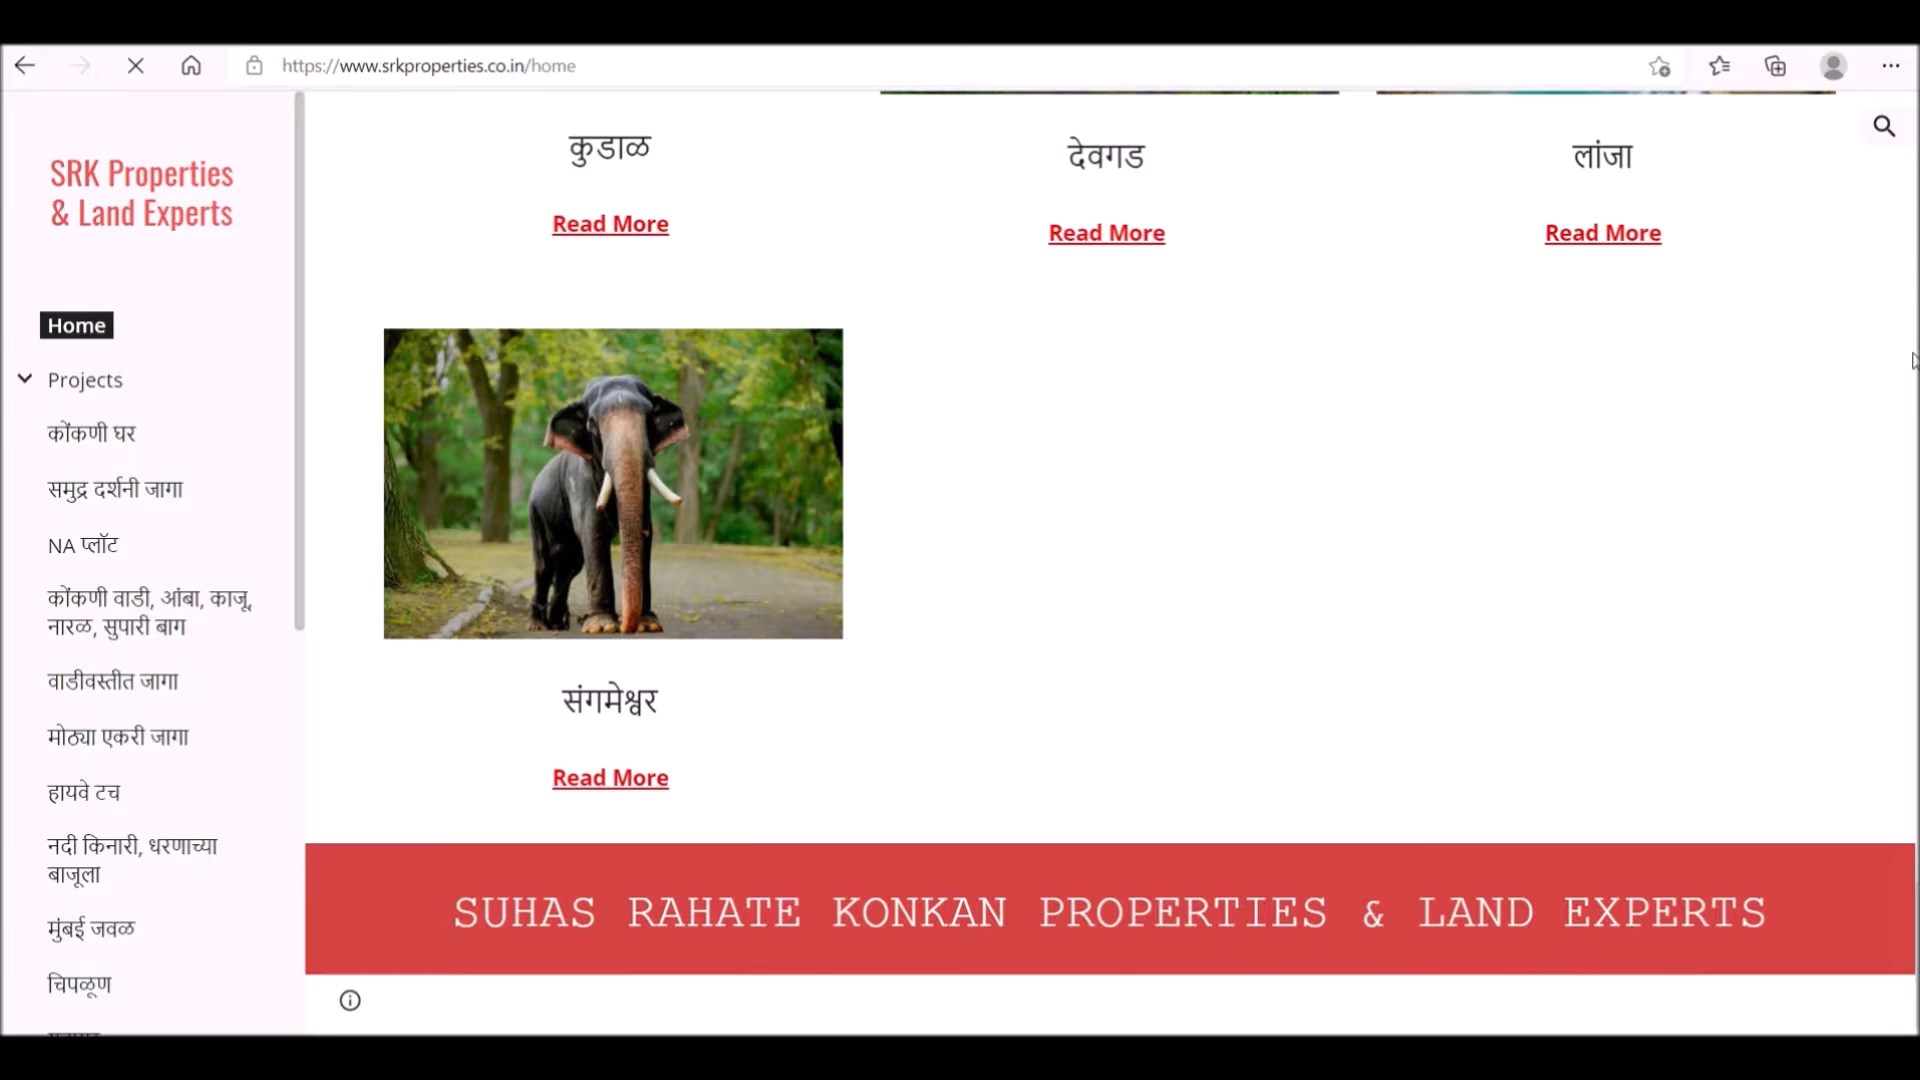 https://www.srkproperties.co.in/home
SRK Properties
& Land Experts
Home
Projects
कोंकणी घर
समुद्र दर्शनी जागा
NA प्लॉट
कोंकणी वाडी, आंबा, काजू,
नारळ, सुपारी बाग
वाडीवस्तीत जागा
मोठ्या एकरी जागा
हायवे टच
नदी किनारी, धरणाच्या
बाजूला
मुंबई जवळ
चिपळूण
कुडाळ
देवगड
लांजा
Read More
Read More
Read More
संगमेश्वर
Read More
SUHAS RAHATE KONKAN PROPERTIES & LAND EXPERTS